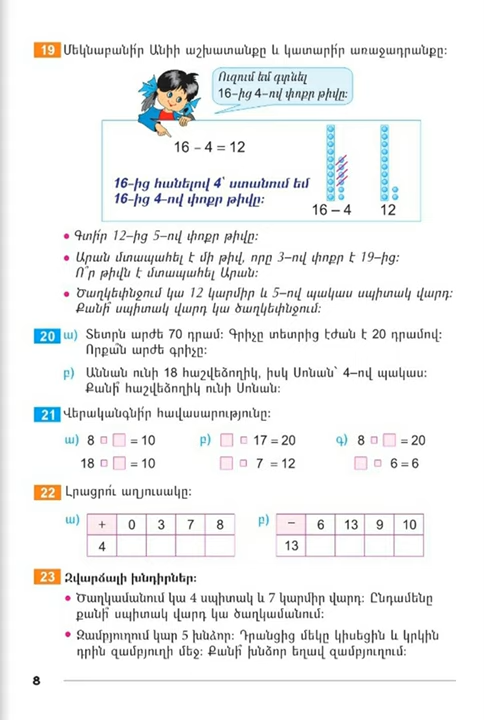 19 Մեկնաբանի՛ր Անիի աշխատանքը և կատարի՛ր առաջադրանքը։
Ուզում եմ գտնել
16-ից 4-ով փոքր թիվը։
16 – 4 = 12
16-ից հանելով 4՝ ստանում եմ
16-ից 4-ով փոքր թիվը։
16 – 4
12
• Գտի՛ր 12-ից 5-ով փոքր թիվը։
• Արան մտապահել է մի թիվ, որը 3-ով փոքր է 19-ից։
Ո՞ր թիվն է մտապահել Արան։
• Ծաղկեփնջում կա 12 կարմիր և 5-ով պակաս սպիտակ վարդ։
Քանի՞ սպիտակ վարդ կա ծաղկեփնջում։
20 ա) Տետրն արժե 70 դրամ։ Գրիչը տետրից էժան է 20 դրամով։
Որքա՞ն արժե գրիչը։
բ) Աննան ունի 18 հաշվեձողիկ, իսկ Սոնան՝ 4-ով պակաս։
Քանի՞ հաշվեձողիկ ունի Սոնան։
21 Վերականգնի՛ր հավասարությունը։
ա) 8 □ □ = 10 բ) □ □ 17 = 20 գ) 8 □ □ = 20
18 □ □ = 10 □ □ 7 = 12 □ □ 6 = 6
22 Լրացրո՛ւ աղյուսակը։
ա) + 0 3 7 8 բ) – 6 13 9 10
4 13
23 Զվարճալի խնդիրներ։
• Ծաղկամանում կա 4 սպիտակ և 7 կարմիր վարդ։ Ընդամենը
քանի՞ սպիտակ վարդ կա ծաղկամանում։
• Զամբյուղում կար 5 խնձոր։ Դրանցից մեկը կիսեցին և կրկին
դրին զամբյուղի մեջ։ Քանի՞ խնձոր եղավ զամբյուղում։
8